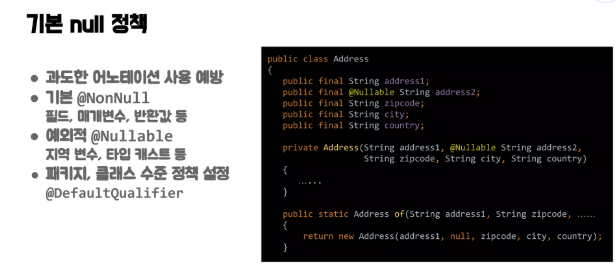 기본 null 정책
● 과도한 어노테이션 사용 예방
● 기본 @NonNull
필드, 매개변수, 반환값 등
● 예외적 @Nullable
지역 변수, 타입 캐스트 등
● 패키지, 클래스 수준 정책 설정
@DefaultQualifier
public class Address
{
public final String address1;
public final @Nullable String address2;
public final String zipcode;
public final String city;
public final String country;
private Address(String address1, @Nullable String address2,
String zipcode, String city, String country)
{
......
}
public static Address of(String address1, String zipcode, ......
{
return new Address(address1, null, zipcode, city, country);
}